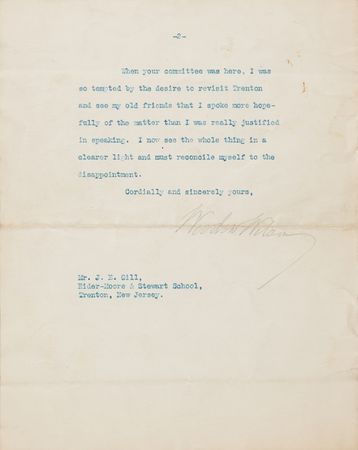 -2-
When your committee was here, I was
so tempted by the desire to revisit Trenton
and see my old friends that I spoke more hope-
fully of the matter than I was really justified
in speaking. I now see the whole thing in a
clearer light and must reconcile myself to the
disappointment.
Cordially and sincerely yours,
Woodrow Wilson
Mr. J. E. Gill,
Rider-Moore & Stewart School,
Trenton, New Jersey.